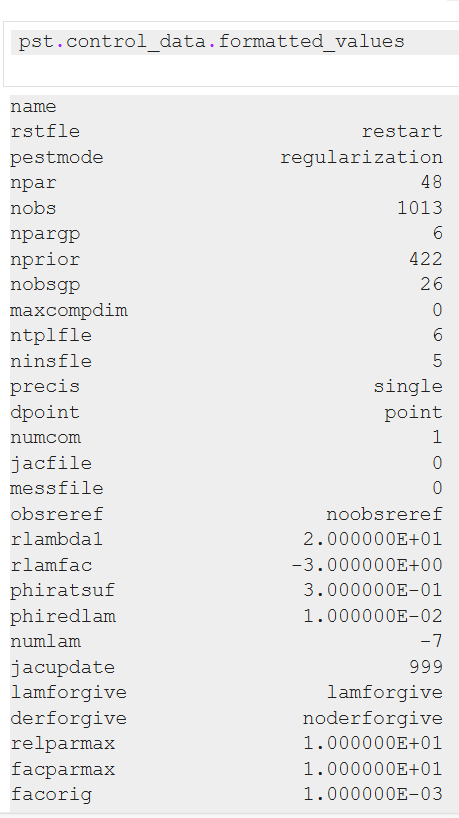 pst.control_data.formatted_values
name
rstfle restart
pestmode regularization
npar 48
nobs 1013
npargp 6
nprior 422
nobsgp 26
maxcompdim 0
ntplfle 6
ninsfle 5
precis single
dpoint point
numcom 1
jacfile 0
messfile 0
obsreref noobsreref
rlambda1 2.000000E+01
rlamfac -3.000000E+00
phiratsuf 3.000000E-01
phiredlam 1.000000E-02
numlam -7
jacupdate 999
lamforgive lamforgive
derforgive noderforgive
relparmax 1.000000E+01
facparmax 1.000000E+01
facorig 1.000000E-03